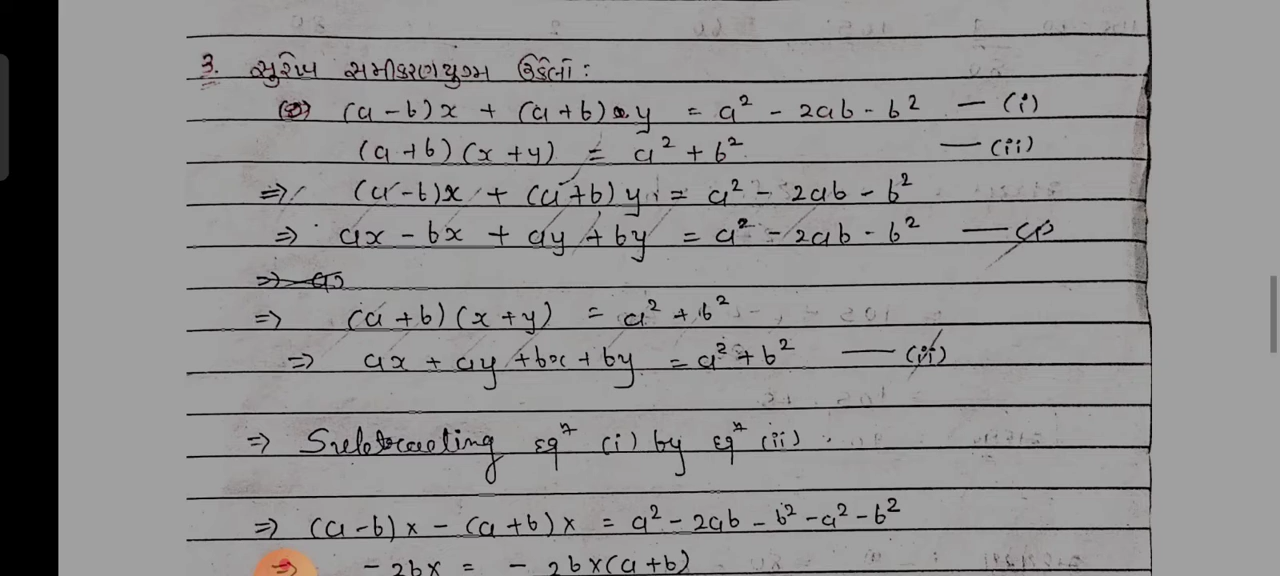 3. સુરેખ સમીકરણયુગ્મ ઉકેલો :
(a - b) x + (a + b) y = a² - 2ab - b² — (i)
(a + b) (x + y) = a² + b² — (ii)
⇒ (a - b)x + (a + b) y = a² - 2ab - b²
⇒ ax - bx + ay + by = a² - 2ab - b² —
⇒ (a + b) (x + y) = a² + b²
⇒ ax + ay + bx + by = a² + b² — (ii)
⇒ Subtracting eqⁿ (i) by eqⁿ (ii) .
⇒ (a - b) x - (a + b) x = a² - 2ab - b² - a² - b²
⇒ - 2bx = - 2b x (a + b)